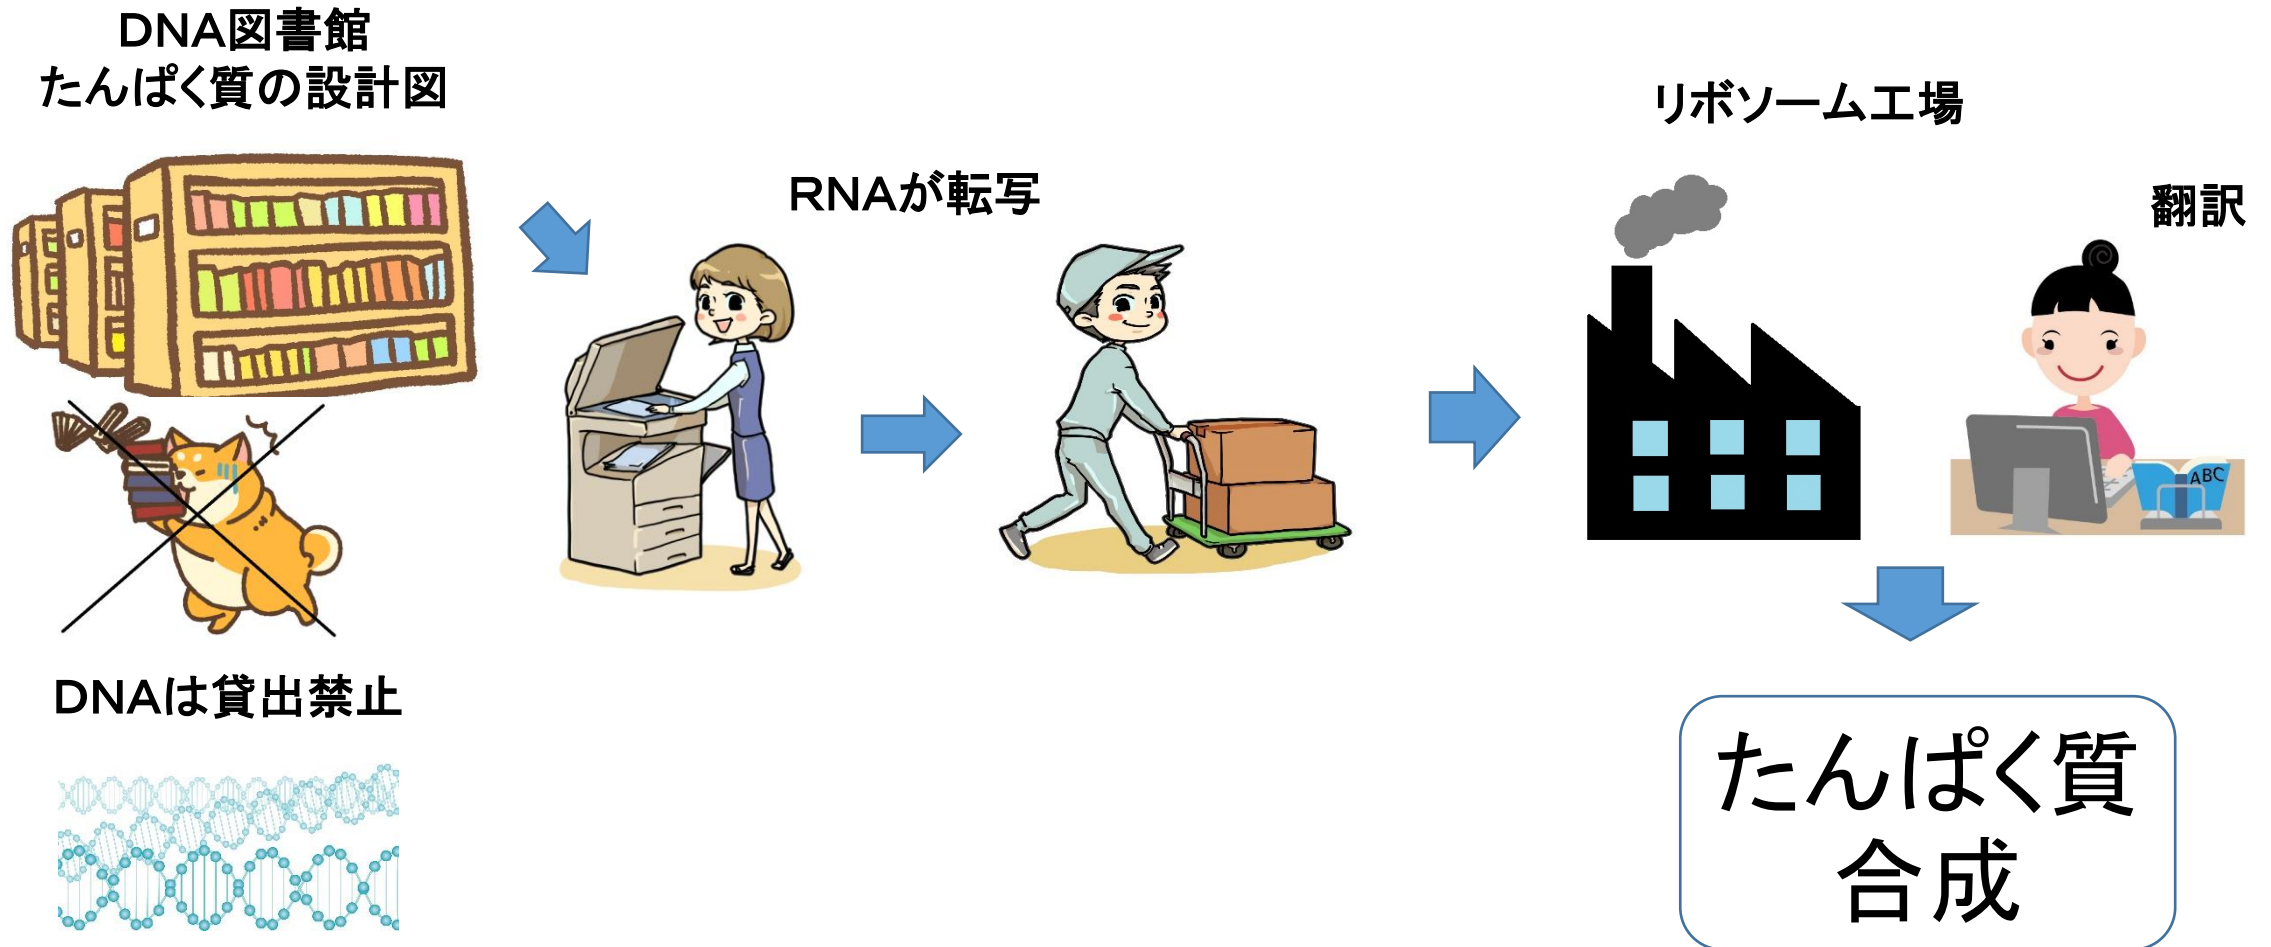 DNA図書館
たんぱく質の設計図
RNAが転写
リボソーム工場
翻訳
ABC
DNAは貸出禁止
たんぱく質
合成